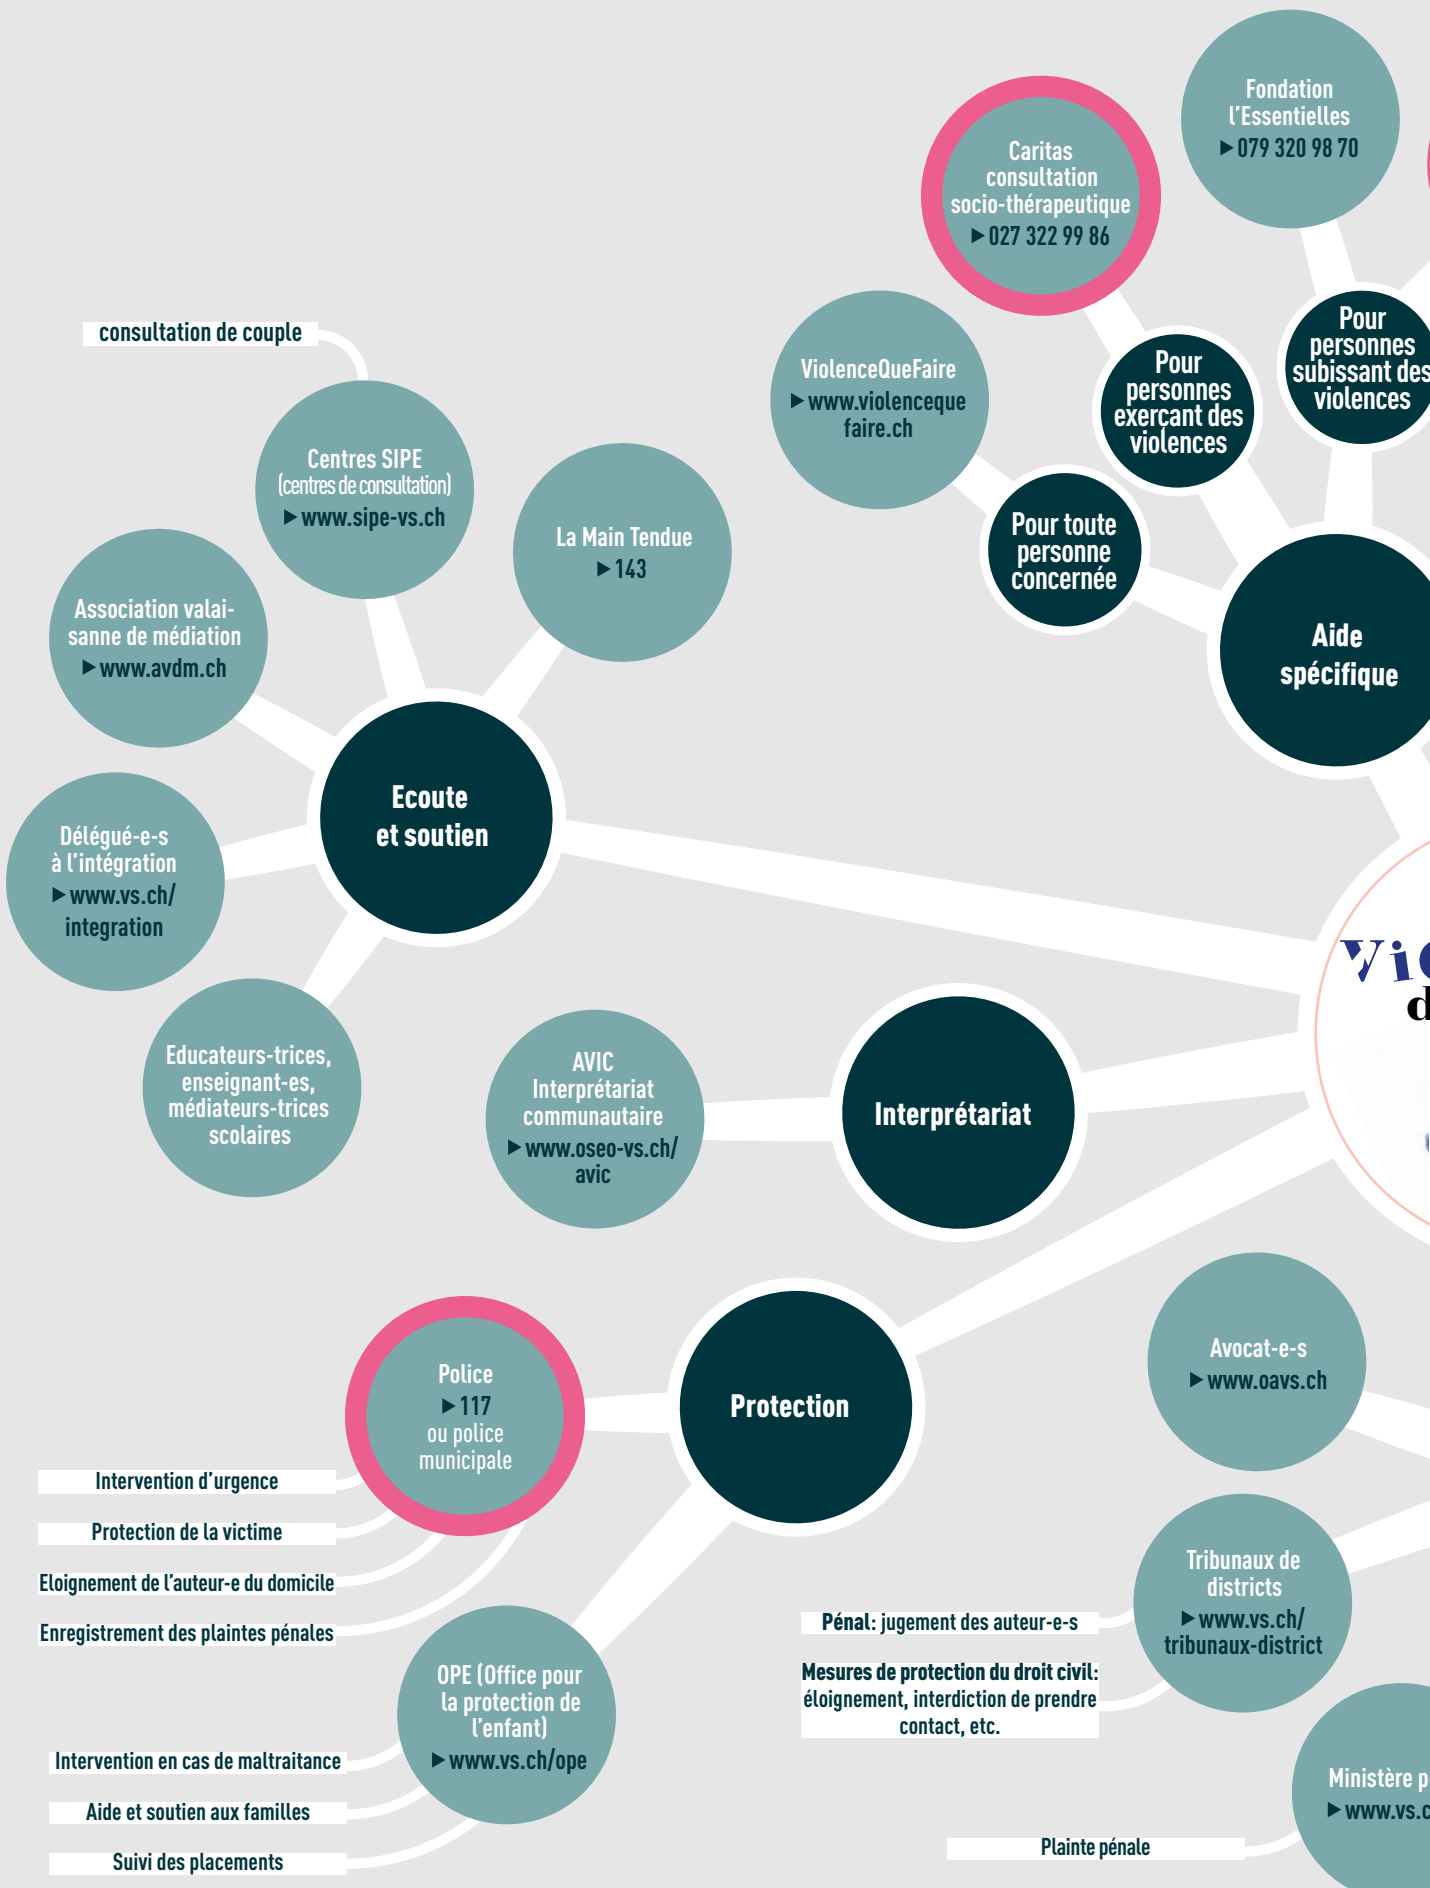 Fondation
l'Essentielles
▶ 079 320 98 70
Caritas
consultation
socio-thérapeutique
▶ 027 322 99 86
ViolenceQueFaire
▶ www.violenceque
faire.ch
Pour
personnes
subissant des
violences
Pour
personnes
exerçant des
violences
Pour toute
personne
concernée
Aide
spécifique
consultation de couple
Centres SIPE
(centres de consultation)
▶ www.sipe-vs.ch
La Main Tendue
▶ 143
Association valai-
sanne de médiation
▶ www.avdm.ch
Délégué-e-s
à l'intégration
▶ www.vs.ch/
integration
Educateurs-trices,
enseignant-es,
médiateurs-trices
scolaires
Ecoute
et soutien
AVIC
Interprétariat
communautaire
▶ www.oseo-vs.ch/
avic
Interprétariat
Police
▶ 117
ou police
municipale
Intervention d'urgence
Protection de la victime
Eloignement de l'auteur-e du domicile
Enregistrement des plaintes pénales
Protection
OPE (Office pour
la protection de
l'enfant)
▶ www.vs.ch/ope
Intervention en cas de maltraitance
Aide et soutien aux familles
Suivi des placements
Avocat-e-s
▶ www.oavs.ch
Tribunaux de
districts
▶ www.vs.ch/
tribunaux-district
Pénal: jugement des auteur-e-s
Mesures de protection du droit civil:
éloignement, interdiction de prendre
contact, etc.
Ministère
▶ www.vs.c
Plainte pénale